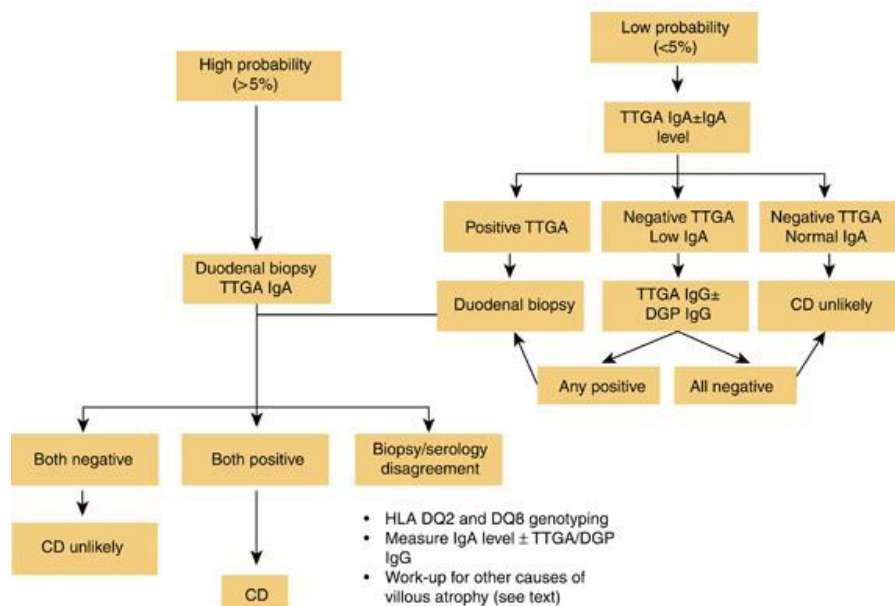 Low probability
(<5%)
High probability
(>5%)
TTGA IgA±IgA
level
Positive TTGA
Negative TTGA
Low IgA
Negative TTGA
Normal IgA
Duodenal biopsy
TTGA IgA
Duodenal biopsy
TTGA IgG±
DGP IgG
CD unlikely
Any positive
All negative
Both negative
Both positive
Biopsy/serology
disagreement
CD unlikely
CD
• HLA DQ2 and DQ8 genotyping
• Measure IgA level ± TTGA/DGP
IgG
• Work-up for other causes of
villous atrophy (see text)